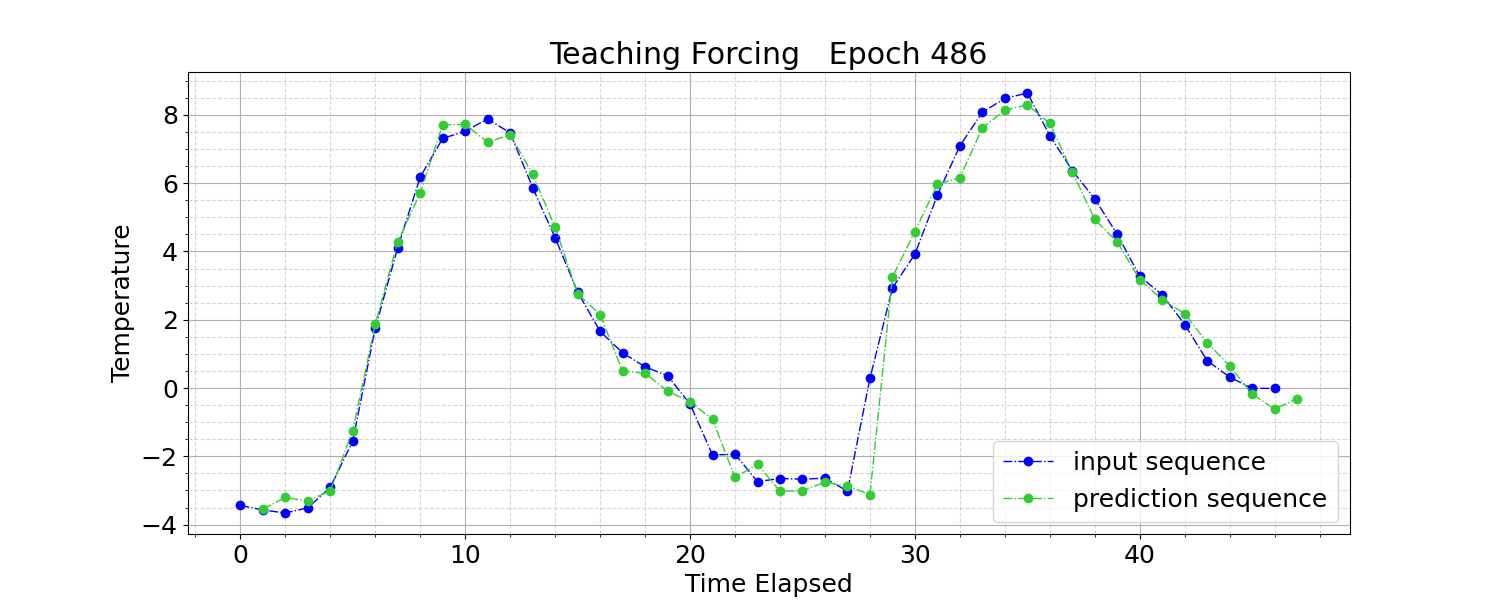 Teaching Forcing   Epoch 486
8
6
4
2
0
−2
−4
Temperature
input sequence
prediction sequence
0 10 20 30 40
Time Elapsed